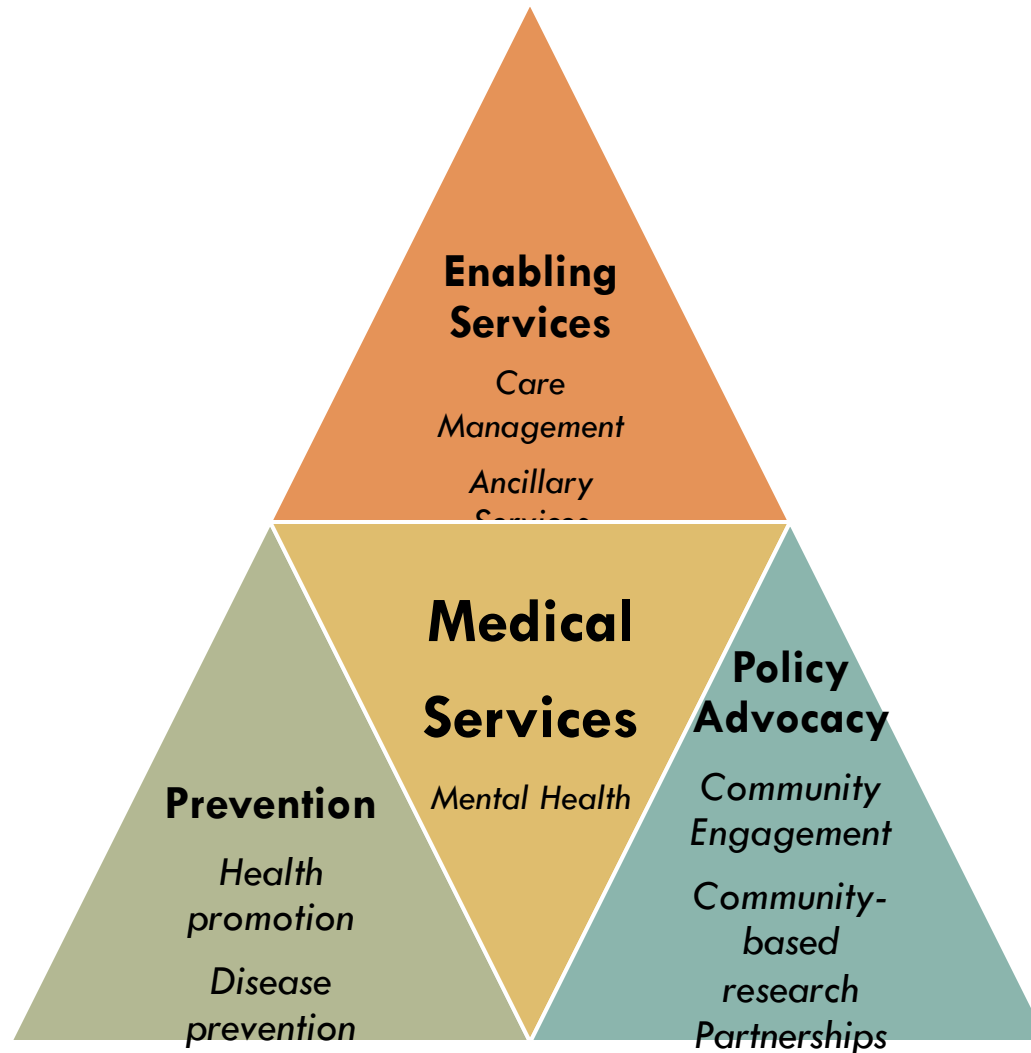 Enabling
Services
Care
Management
Ancillary
Services
Medical
Services
Mental Health
Prevention
Health
promotion
Disease
prevention
Policy
Advocacy
Community
Engagement
Community-
based
research
Partnerships